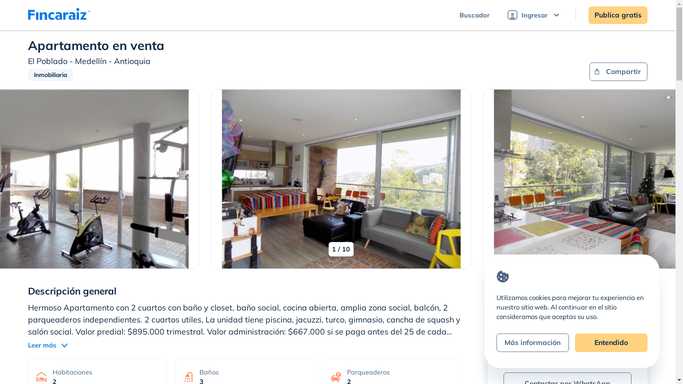 Fincaraiz
Buscador
Ingresar
Publica gratis
Apartamento en venta
El Poblado - Medellín - Antioquia
Inmobiliaria
Compartir
1 / 10
Descripción general
Hermoso Apartamento con 2 cuartos con baño y closet, baño social, cocina abierta, amplia zona social, balcón, 2
parqueaderos independientes. 2 cuartos utiles, La unidad tiene piscina, jacuzzi, turco, gimnasio, cancha de squash y
salón social. Valor predial: $895.000 trimestral. Valor administración: $667.000 si se paga antes del 25 de cada...
Leer más
Habitaciones
2
Baños
3
Parqueaderos
2
Utilizamos cookies para mejorar tu experiencia en
nuestro sitio web. Al continuar en el sitio
consideramos que aceptas su uso.
Más información
Entendido
Contactar por WhatsApp